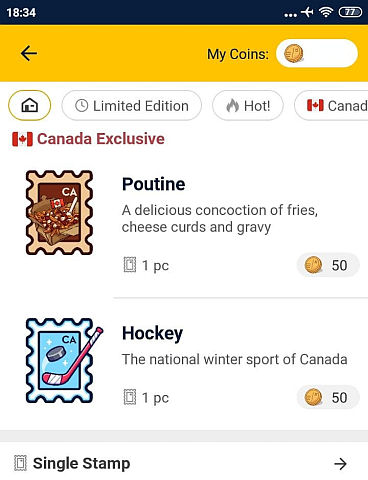 18:34
77
My Coins:
Limited Edition
Hot!
Canad
Canada Exclusive
CA
Poutine
A delicious concoction of fries,
cheese curds and gravy
1 pc
50
CA
Hockey
The national winter sport of Canada
1 pc
50
Single Stamp